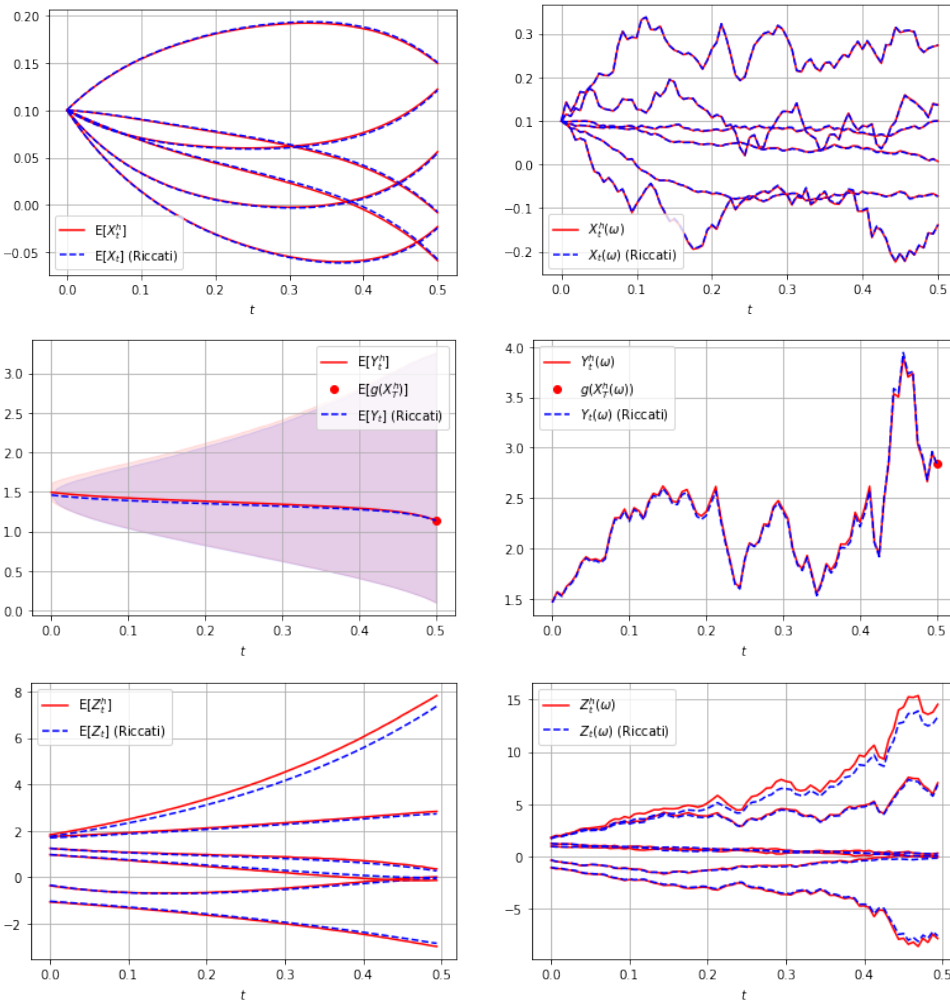 0.20
0.15
0.10
0.05
0.00
−0.05
E[X_t^h]
E[X_t] (Riccati)
0.0 0.1 0.2 0.3 0.4 0.5
t
0.3
0.2
0.1
0.0
−0.1
−0.2
X_t^h(ω)
X_t(ω) (Riccati)
0.0 0.1 0.2 0.3 0.4 0.5
t
3.0
2.5
2.0
1.5
1.0
0.5
0.0
E[Y_t^h]
E[g(X_T^h)]
E[Y_t] (Riccati)
0.0 0.1 0.2 0.3 0.4 0.5
t
4.0
3.5
3.0
2.5
2.0
1.5
Y_t^h(ω)
g(X_T^h(ω))
Y_t(ω) (Riccati)
0.0 0.1 0.2 0.3 0.4 0.5
t
8
6
4
2
0
−2
E[Z_t^h]
E[Z_t] (Riccati)
0.0 0.1 0.2 0.3 0.4 0.5
t
15
10
5
0
−5
Z_t^h(ω)
Z_t(ω) (Riccati)
0.0 0.1 0.2 0.3 0.4 0.5
t